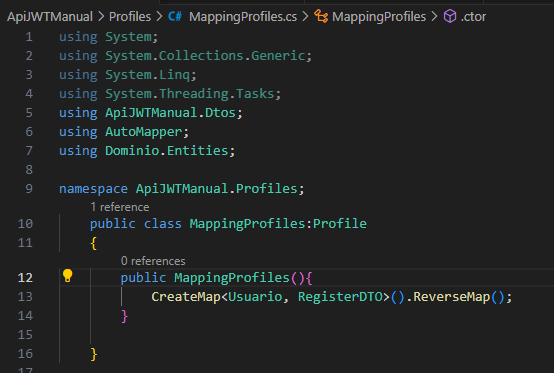 ApiJWTManual > Profiles > C# MappingProfiles.cs > MappingProfiles > .ctor
1 using System;
2 using System.Collections.Generic;
3 using System.Linq;
4 using System.Threading.Tasks;
5 using ApiJWTManual.Dtos;
6 using AutoMapper;
7 using Dominio.Entities;
8
9 namespace ApiJWTManual.Profiles;
1 reference
10 public class MappingProfiles:Profile
11 {
0 references
12 public MappingProfiles(){
13 CreateMap<Usuario, RegisterDTO>().ReverseMap();
14 }
15
16 }
17